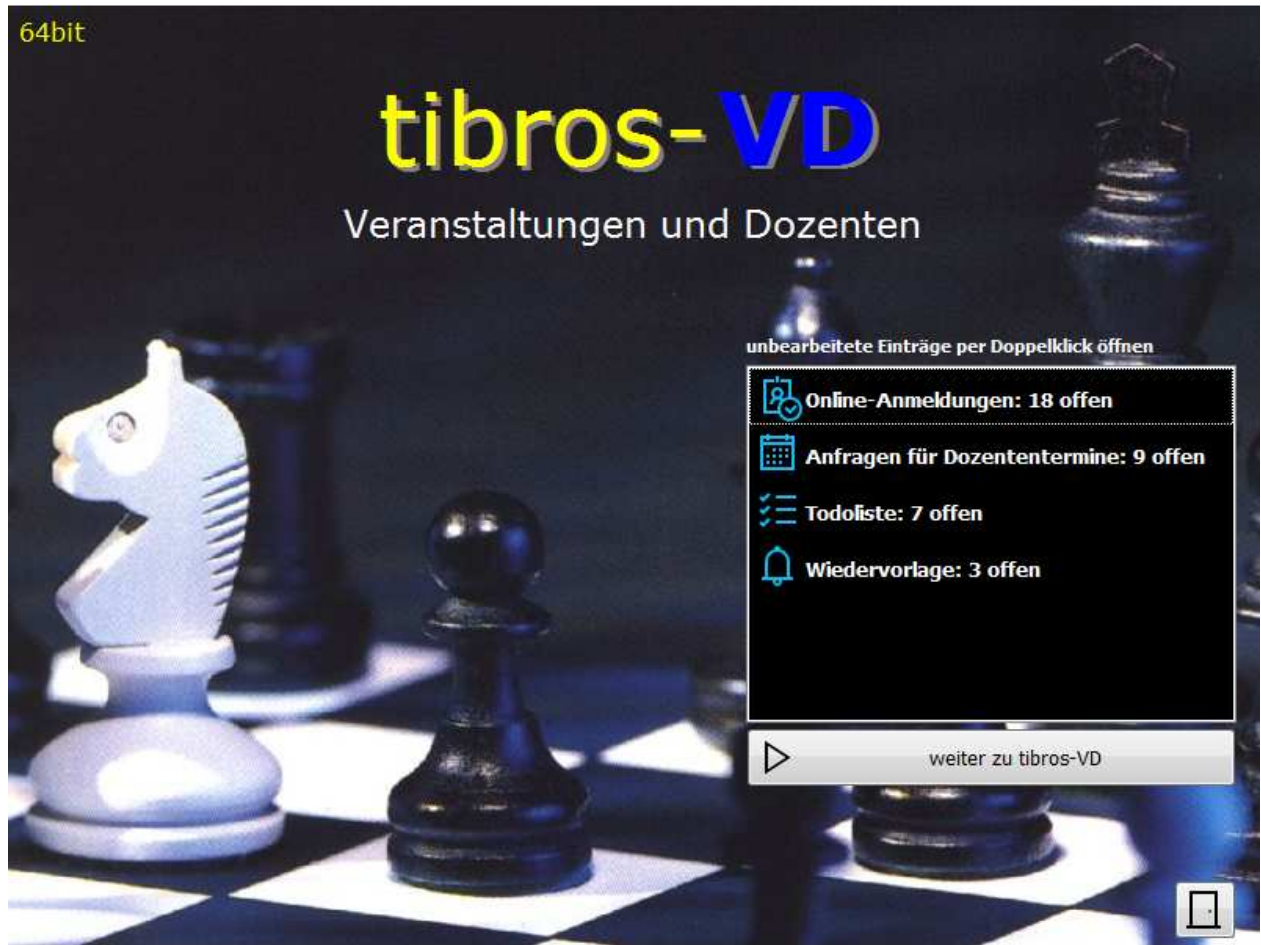 64bit
tibros-VD
Veranstaltungen und Dozenten
unbearbeitete Einträge per Doppelklick öffnen
Online-Anmeldungen: 18 offen
Anfragen für Dozententermine: 9 offen
Todoliste: 7 offen
Wiedervorlage: 3 offen
weiter zu tibros-VD